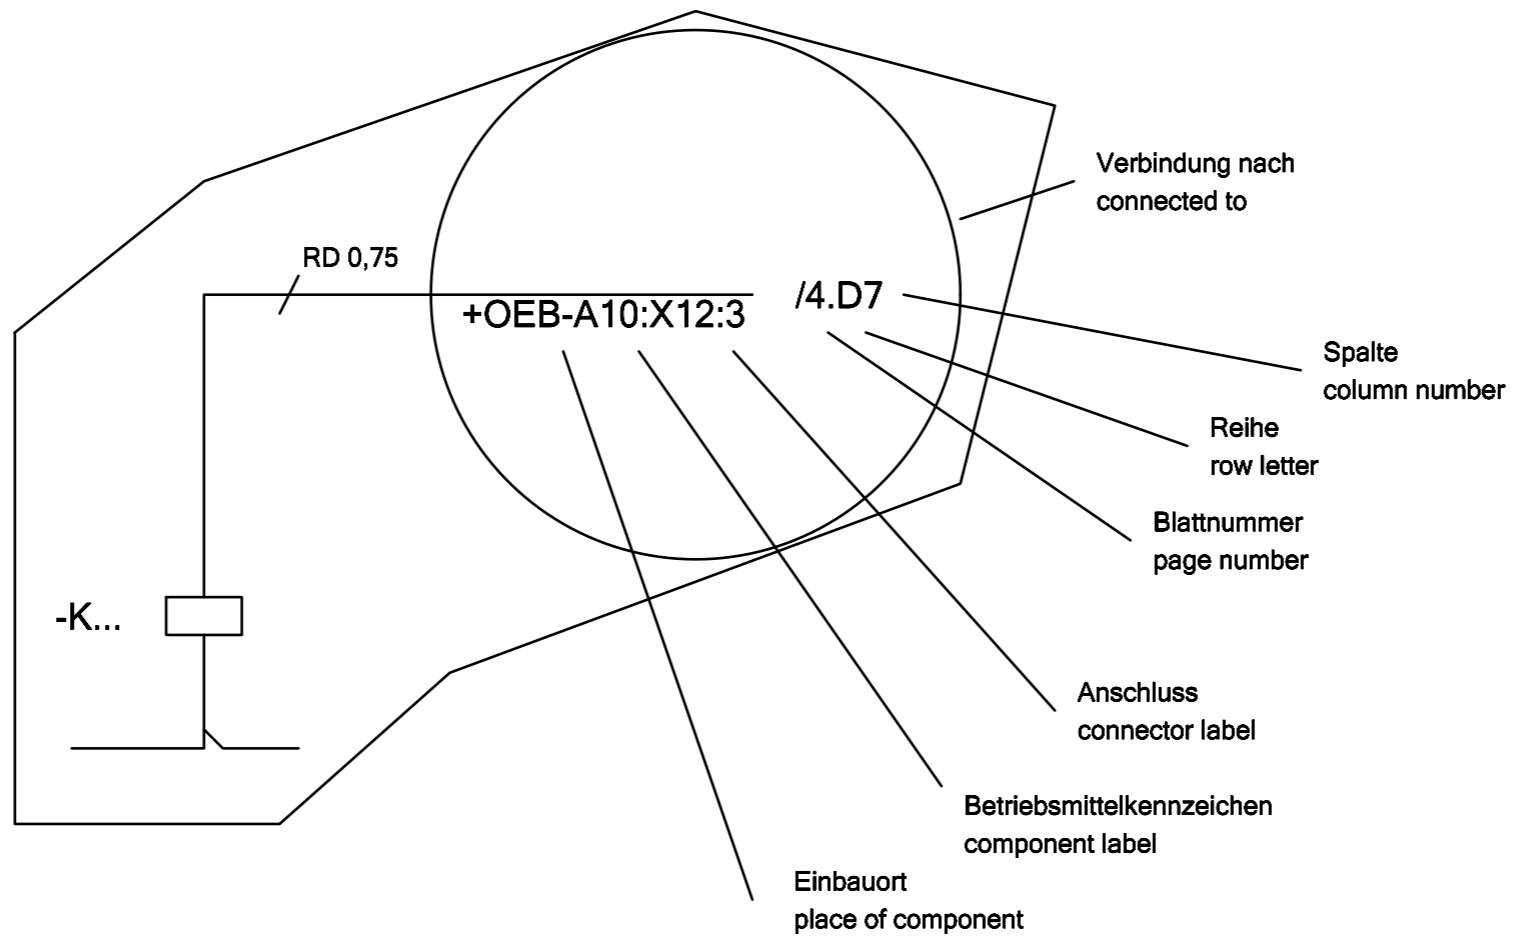 Verbindung nach
connected to
RD 0,75
/4.D7
+OEB-A10:X12:3
Spalte
column number
Reihe
row letter
Blattnummer
page number
-K...
Anschluss
connector label
Betriebsmittelkennzeichen
component label
Einbauort
place of component